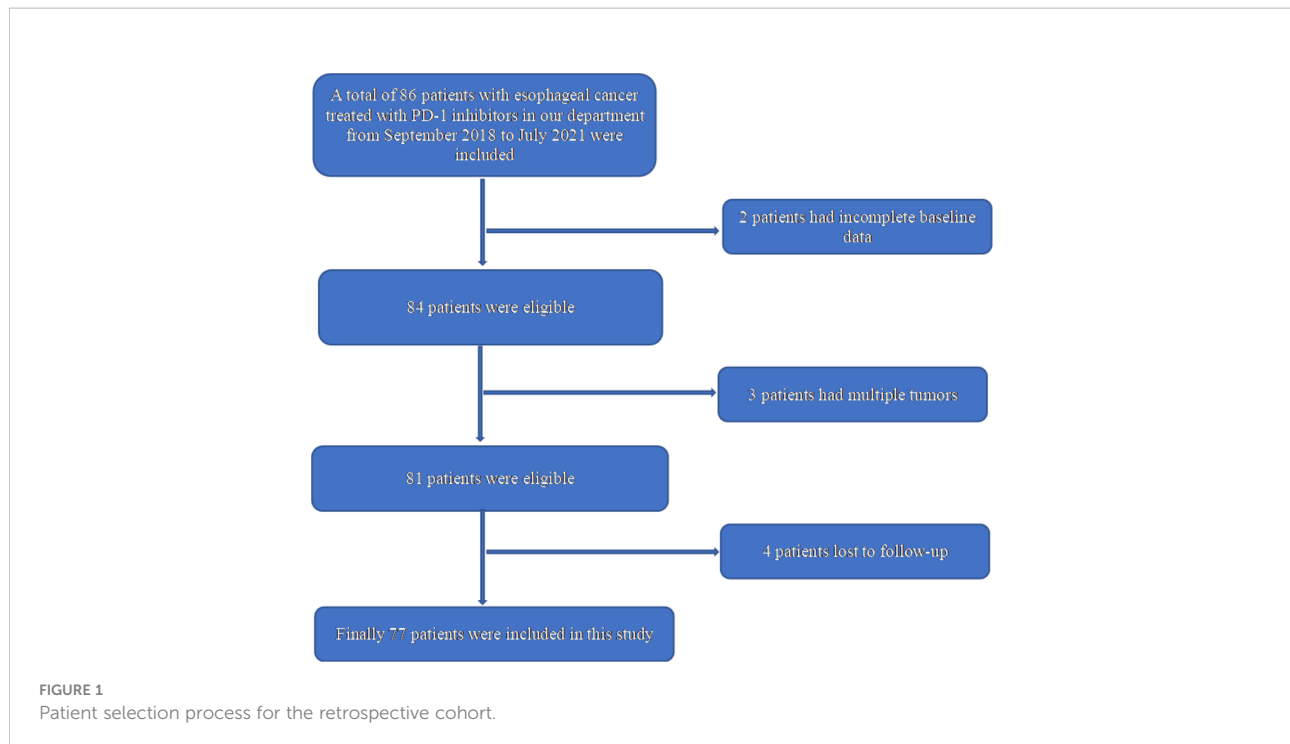 A total of 86 patients with esophageal cancer
treated with PD-1 inhibitors in our department
from September 2018 to July 2021 were
included
2 patients had incomplete baseline
data
84 patients were eligible
3 patients had multiple tumors
81 patients were eligible
4 patients lost to follow-up
Finally 77 patients were included in this study
FIGURE 1
Patient selection process for the retrospective cohort.